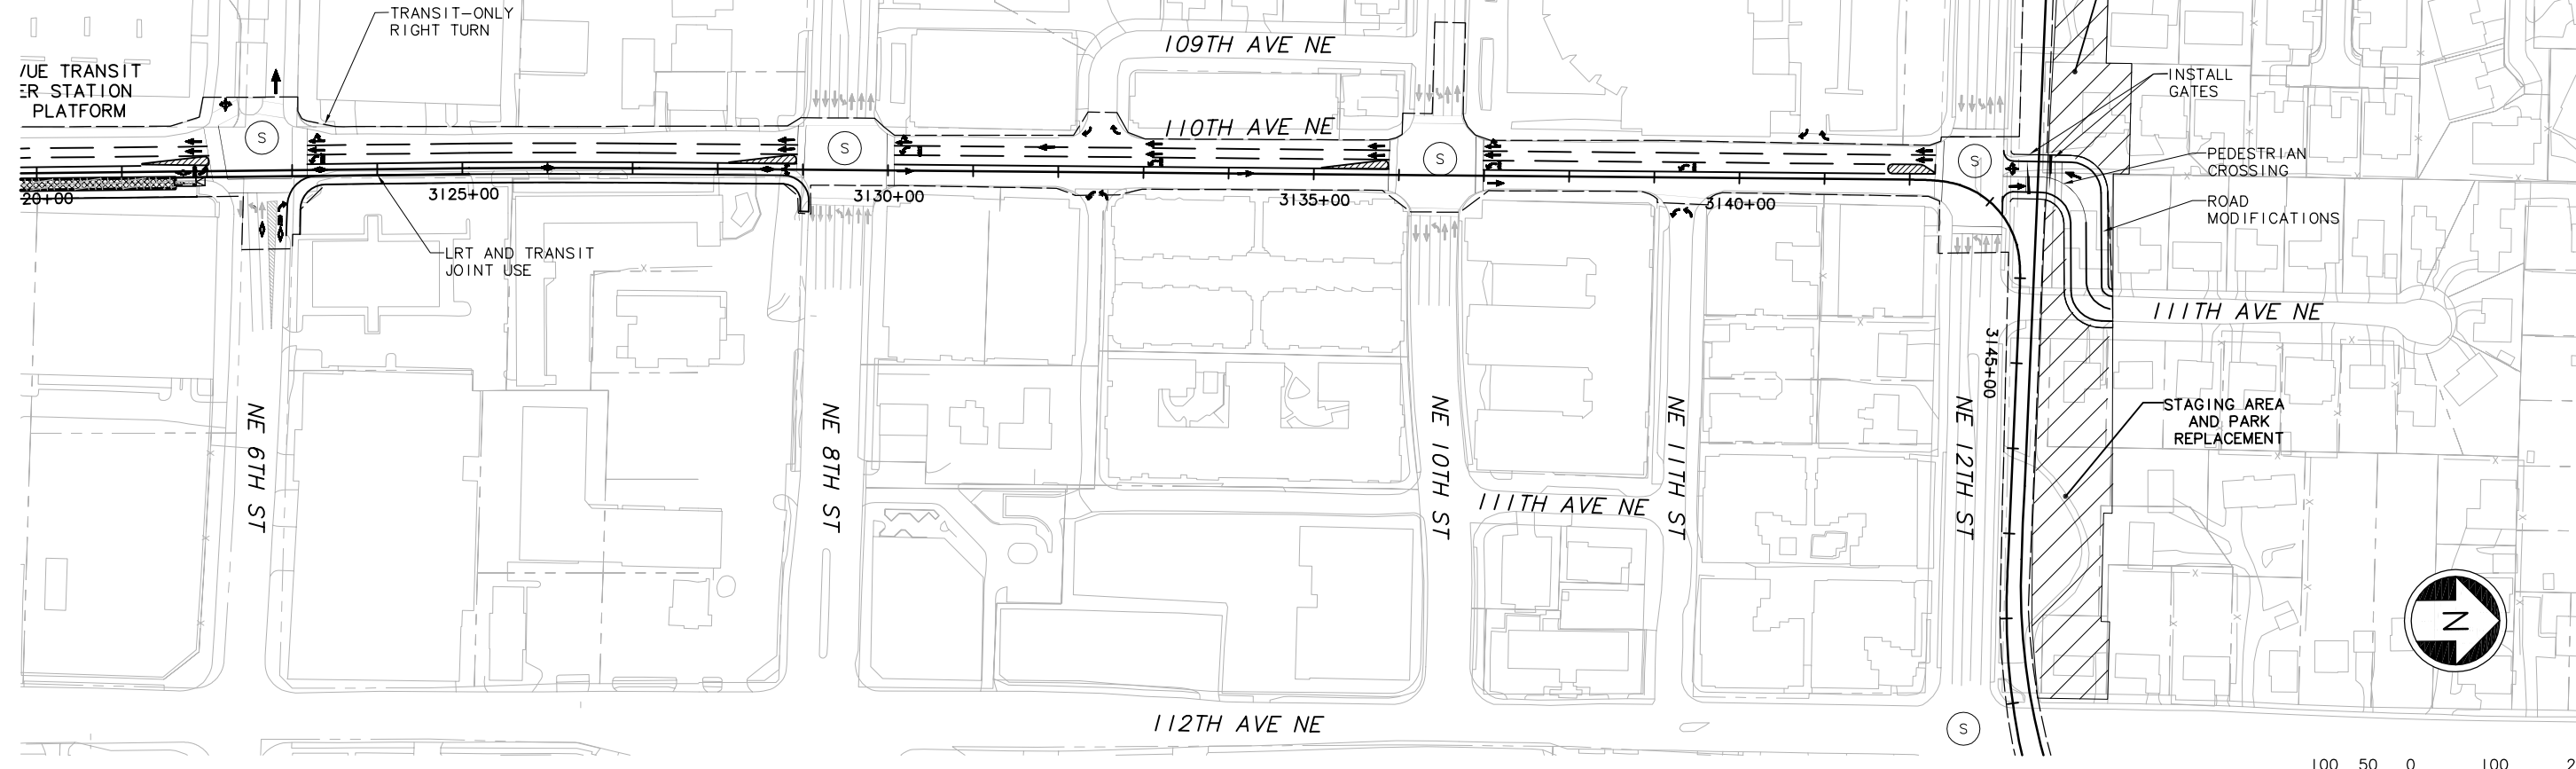 TRANSIT-ONLY
RIGHT TURN
109TH AVE NE
VUE TRANSIT
ER STATION
PLATFORM
INSTALL
GATES
S
110TH AVE NE
S
S
S
PEDESTRIAN
CROSSING
20+00
3125+00
3130+00
3135+00
3140+00
ROAD
MODIFICATIONS
LRT AND TRANSIT
JOINT USE
111TH AVE NE
3145+00
NE 6TH ST
NE 8TH ST
NE 10TH ST
NE 11TH ST
NE 12TH ST
STAGING AREA
AND PARK
REPLACEMENT
111TH AVE NE
N
112TH AVE NE
S
100 50 0 100 2